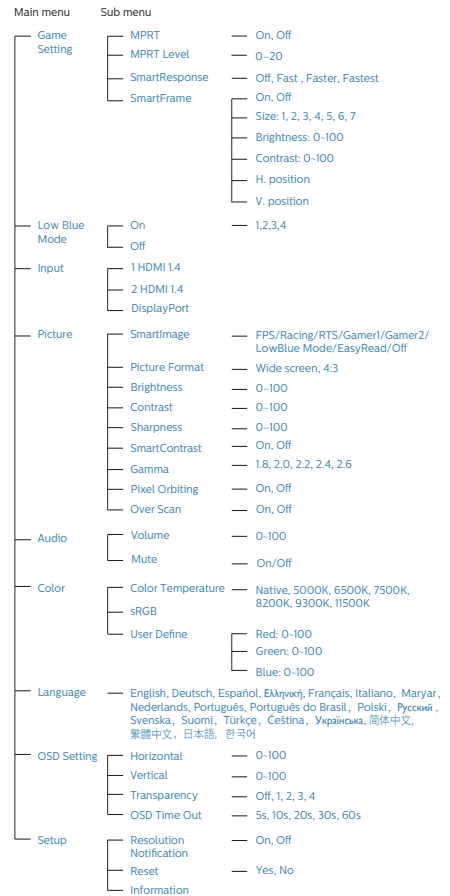 Main menu Sub menu
Game Setting MPRT On, Off
MPRT Level 0~20
SmartResponse Off, Fast , Faster, Fastest
SmartFrame On, Off
Size: 1, 2, 3, 4, 5, 6, 7
Brightness: 0~100
Contrast: 0~100
H. position
V. position
Low Blue Mode On 1,2,3,4
Off
Input 1 HDMI 1.4
2 HDMI 1.4
DisplayPort
Picture SmartImage FPS/Racing/RTS/Gamer1/Gamer2/
LowBlue Mode/EasyRead/Off
Picture Format Wide screen, 4:3
Brightness 0~100
Contrast 0~100
Sharpness 0~100
SmartContrast On, Off
Gamma 1.8, 2.0, 2.2, 2.4, 2.6
Pixel Orbiting On, Off
Over Scan On, Off
Audio Volume 0~100
Mute On/Off
Color Color Temperature Native, 5000K, 6500K, 7500K,
8200K, 9300K, 11500K
sRGB
User Define Red: 0~100
Green: 0~100
Blue: 0~100
Language English, Deutsch, Español, Ελληνική, Français, Italiano, Maryar,
Nederlands, Português, Português do Brasil, Polski, Русский ,
Svenska, Suomi, Türkçe, Čeština, Українська, 简体中文,
繁體中文, 日本語, 한국어
OSD Setting Horizontal 0~100
Vertical 0~100
Transparency Off, 1, 2, 3, 4
OSD Time Out 5s, 10s, 20s, 30s, 60s
Setup Resolution Notification On, Off
Reset Yes, No
Information